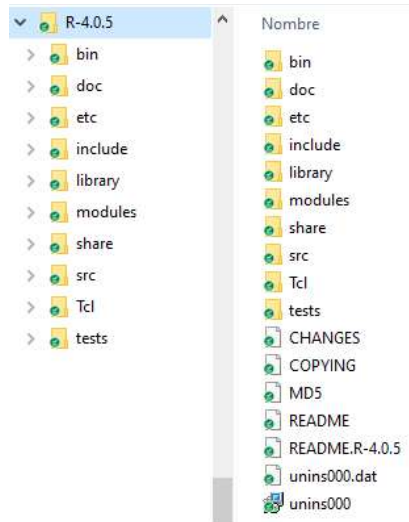 R-4.0.5
bin
doc
etc
include
library
modules
share
src
Tcl
tests
Nombre
bin
doc
etc
include
library
modules
share
src
Tcl
tests
CHANGES
COPYING
MD5
README
README.R-4.0.5
unins000.dat
unins000